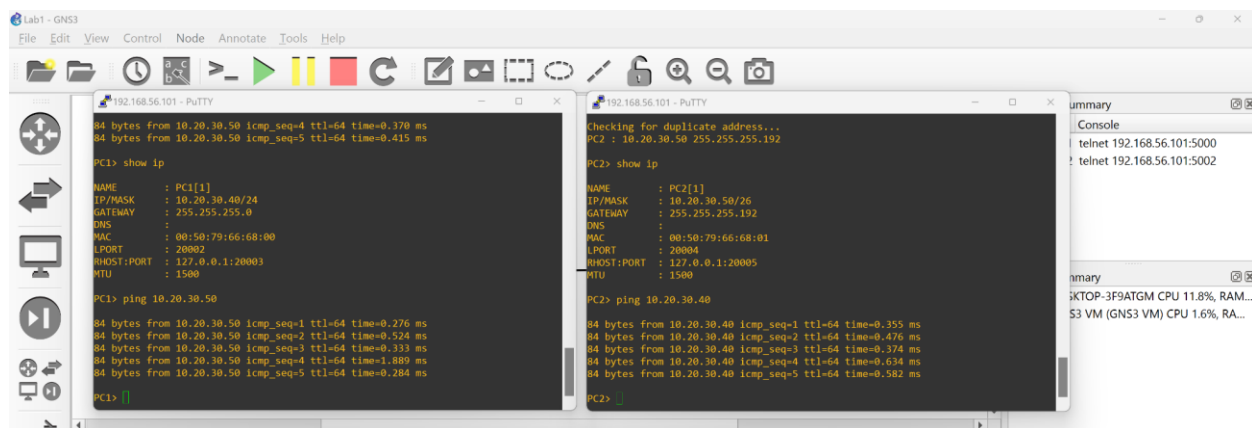 Lab1 - GNS3
File Edit View Control Node Annotate Tools Help
192.168.56.101 - PuTTY
84 bytes from 10.20.30.50 icmp_seq=4 ttl=64 time=0.370 ms
84 bytes from 10.20.30.50 icmp_seq=5 ttl=64 time=0.415 ms
PC1> show ip
NAME : PC1[1]
IP/MASK : 10.20.30.40/24
GATEWAY : 255.255.255.0
DNS :
MAC : 00:50:79:66:68:00
LPORT : 20002
RHOST:PORT : 127.0.0.1:20003
MTU : 1500
PC1> ping 10.20.30.50
84 bytes from 10.20.30.50 icmp_seq=1 ttl=64 time=0.276 ms
84 bytes from 10.20.30.50 icmp_seq=2 ttl=64 time=0.524 ms
84 bytes from 10.20.30.50 icmp_seq=3 ttl=64 time=0.333 ms
84 bytes from 10.20.30.50 icmp_seq=4 ttl=64 time=1.889 ms
84 bytes from 10.20.30.50 icmp_seq=5 ttl=64 time=0.284 ms
PC1>
192.168.56.101 - PuTTY
Checking for duplicate address...
PC2 : 10.20.30.50 255.255.255.192
PC2> show ip
NAME : PC2[1]
IP/MASK : 10.20.30.50/26
GATEWAY : 255.255.255.192
DNS :
MAC : 00:50:79:66:68:01
LPORT : 20004
RHOST:PORT : 127.0.0.1:20005
MTU : 1500
PC2> ping 10.20.30.40
84 bytes from 10.20.30.40 icmp_seq=1 ttl=64 time=0.355 ms
84 bytes from 10.20.30.40 icmp_seq=2 ttl=64 time=0.476 ms
84 bytes from 10.20.30.40 icmp_seq=3 ttl=64 time=0.374 ms
84 bytes from 10.20.30.40 icmp_seq=4 ttl=64 time=0.634 ms
84 bytes from 10.20.30.40 icmp_seq=5 ttl=64 time=0.582 ms
PC2>
ummary
Console
telnet 192.168.56.101:5000
telnet 192.168.56.101:5002
mmary
SKTOP-3F9ATGM CPU 11.8%, RAM...
S3 VM (GNS3 VM) CPU 1.6%, RA...